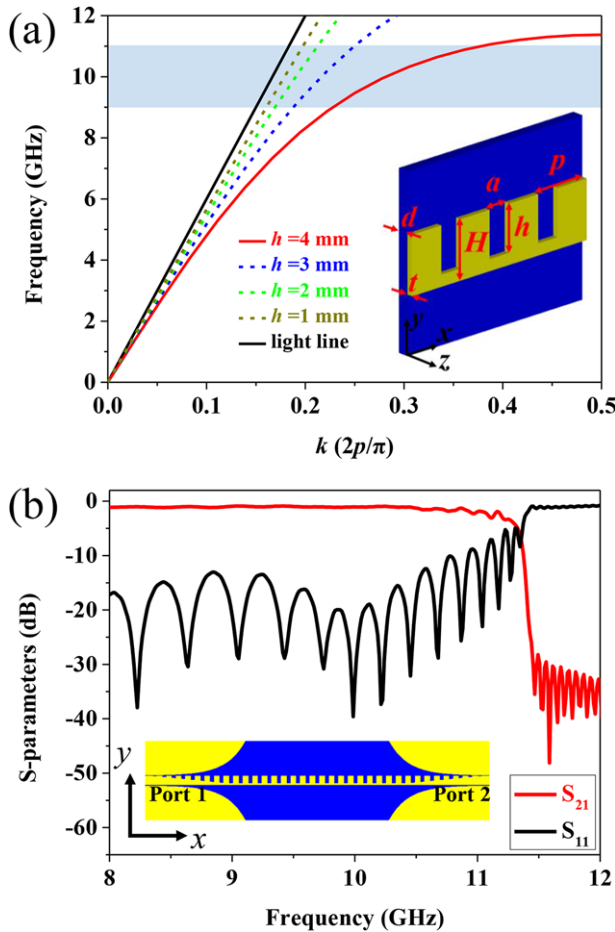 (a)
12
10
8
6
4
2
0
Frequency (GHz)
h =4 mm
h =3 mm
h =2 mm
h =1 mm
light line
d
a
p
H
h
t
y
x
z
0.0 0.1 0.2 0.3 0.4 0.5
k (2p/π)
(b)
0
-10
-20
-30
-40
-50
-60
S-parameters (dB)
y
x
Port 1
Port 2
S21
S11
8 9 10 11 12
Frequency (GHz)